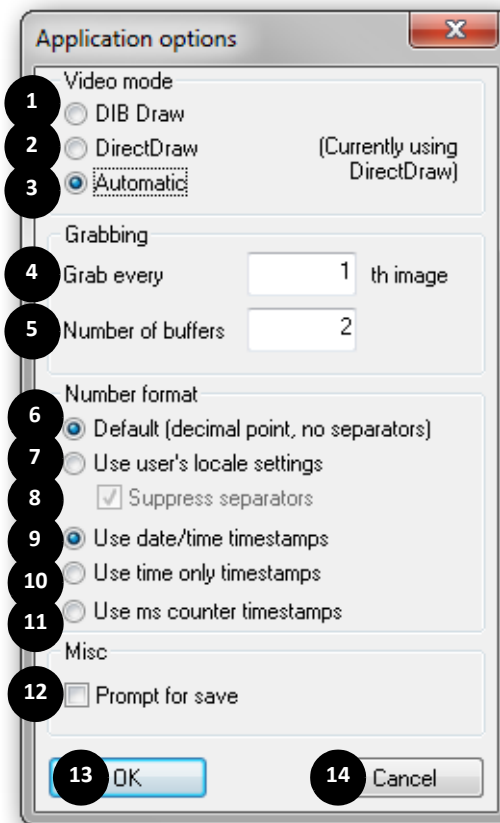 Application options
x
Video mode
1 DIB Draw
2 DirectDraw (Currently using
3 Automatic DirectDraw)
Grabbing
4 Grab every 1 th image
5 Number of buffers 2
Number format
6 Default (decimal point, no separators)
7 Use user's locale settings
8 Suppress separators
9 Use date/time timestamps
10 Use time only timestamps
11 Use ms counter timestamps
Misc
12 Prompt for save
13 OK 14 Cancel